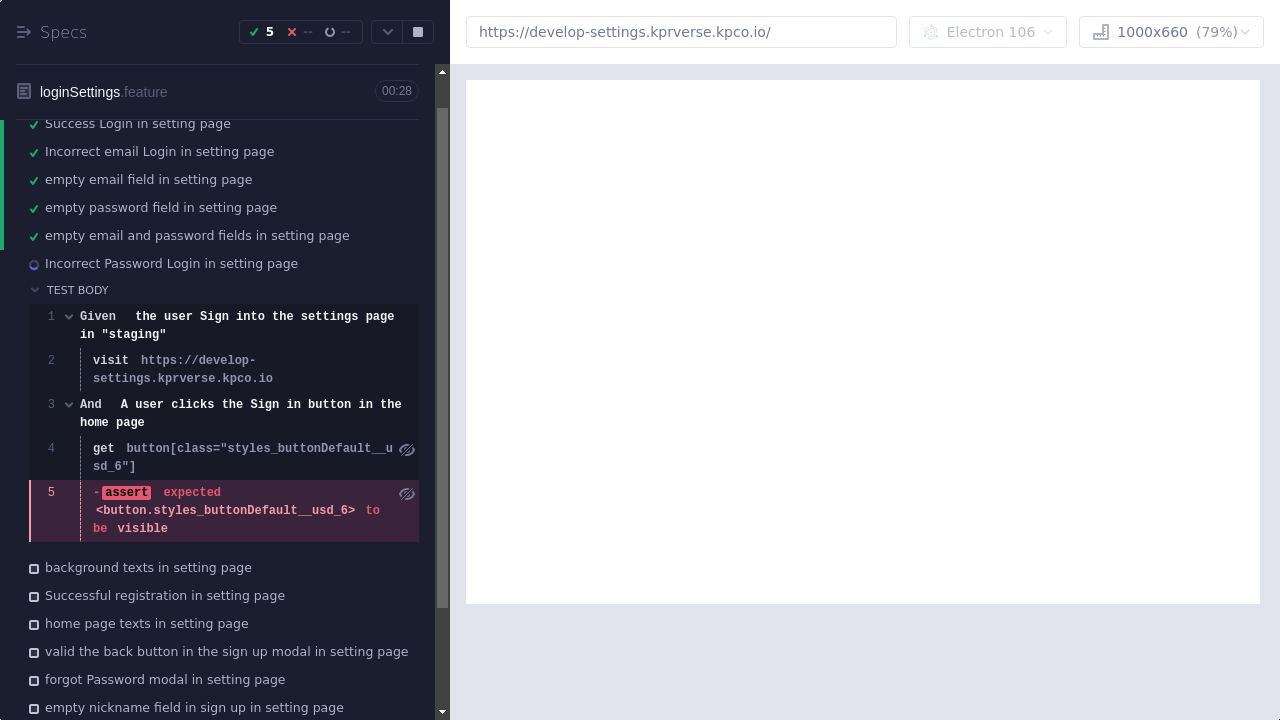 Specs
5
--
--
https://develop-settings.kprverse.kpco.io/
Electron 106
1000x660 (79%)
loginSettings.feature
00:28
Success Login in setting page
Incorrect email Login in setting page
empty email field in setting page
empty password field in setting page
empty email and password fields in setting page
Incorrect Password Login in setting page
TEST BODY
1 Given the user Sign into the settings page
in "staging"
2 visit https://develop-
settings.kprverse.kpco.io
3 And A user clicks the Sign in button in the
home page
4 get button[class="styles_buttonDefault__u
sd_6"]
5 -assert expected
<button.styles_buttonDefault__usd_6> to
be visible
background texts in setting page
Successful registration in setting page
home page texts in setting page
valid the back button in the sign up modal in setting page
forgot Password modal in setting page
empty nickname field in sign up in setting page